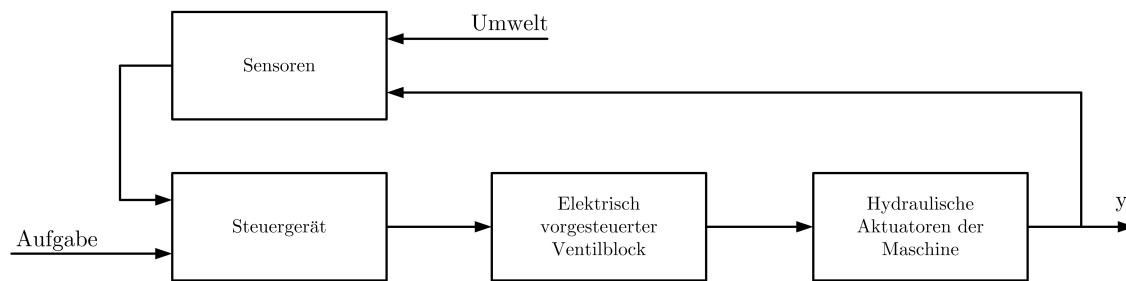 Umwelt
Sensoren
Elektrisch
vorgesteuerter
Ventilblock
Hydraulische
Aktuatoren der
Maschine
y
Steuergerät
Aufgabe